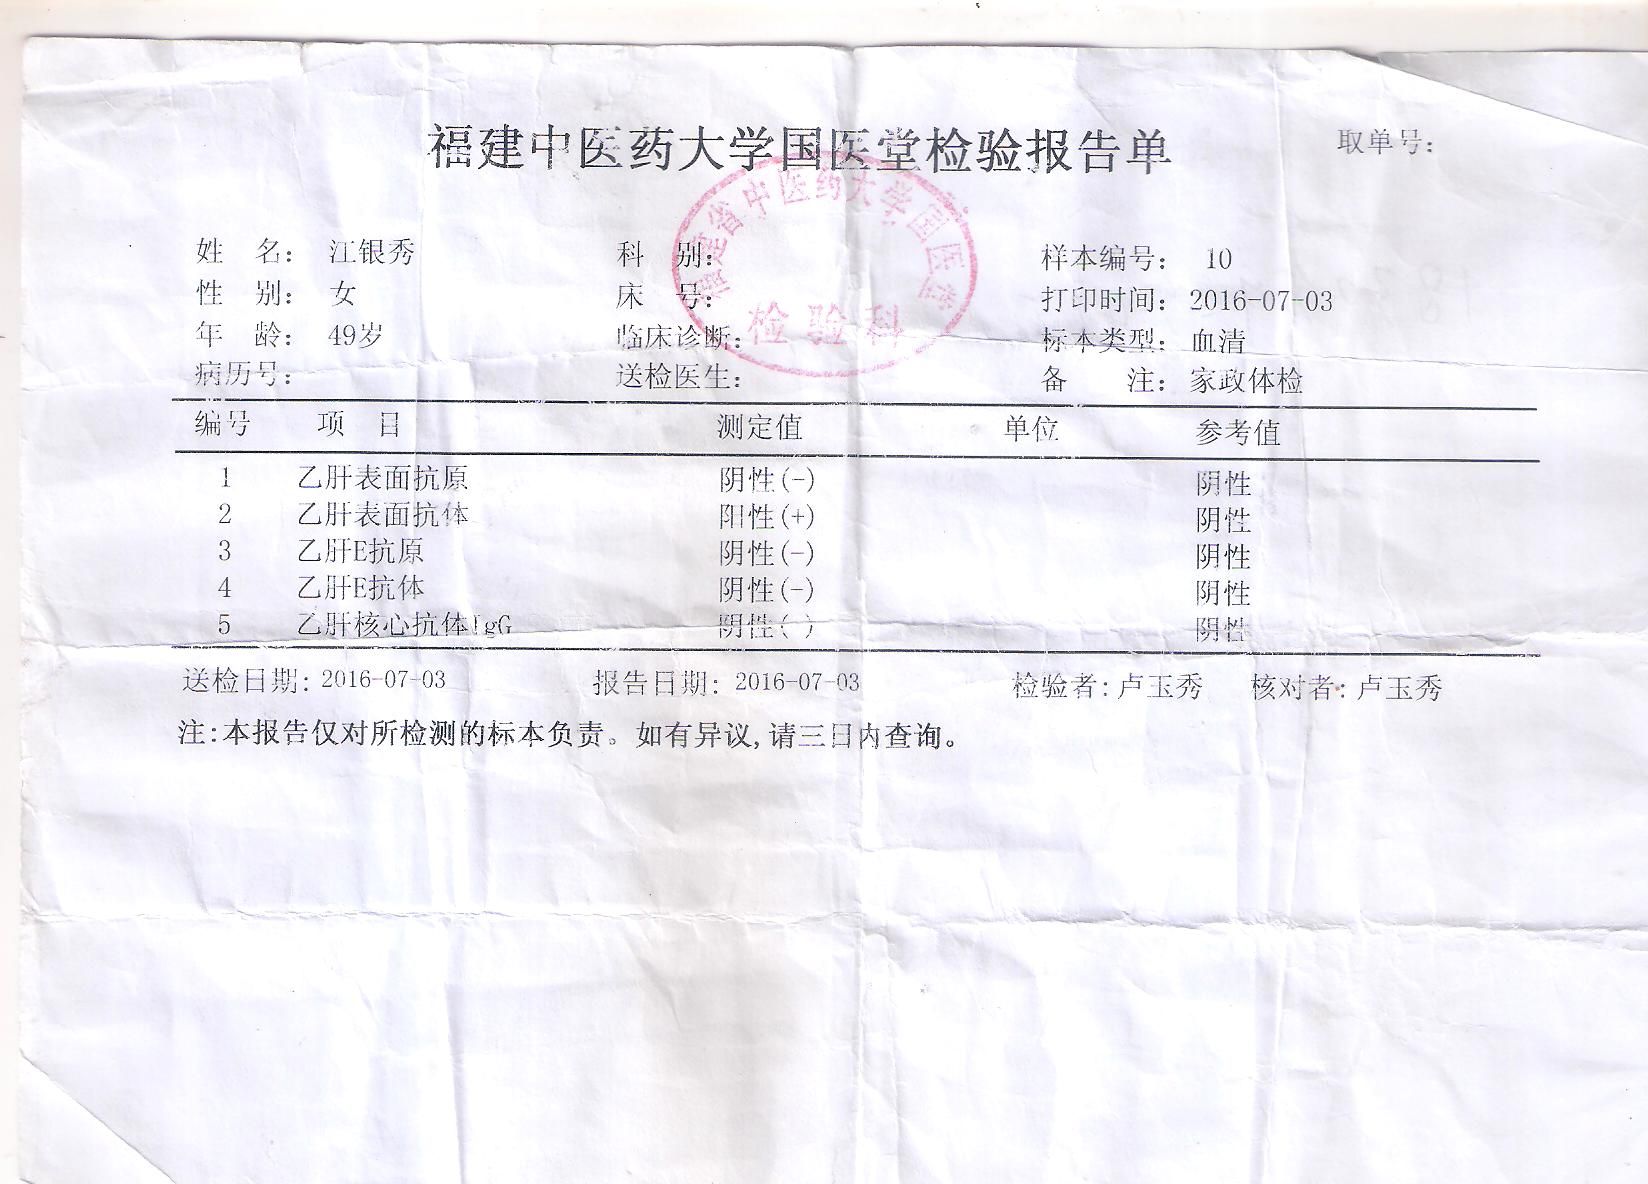 福建中医药大学国医堂检验报告单
取单号:
福建省中医药大学国医堂
检验科
姓 名: 江银秀 科 别: 样本编号: 10
性 别: 女 床 号: 打印时间: 2016-07-03
年 龄: 49岁 临床诊断: 标本类型: 血清
病历号: 送检医生: 备 注: 家政体检
编号 项 目 测定值 单位 参考值
1 乙肝表面抗原 阴性(-) 阴性
2 乙肝表面抗体 阳性(+) 阴性
3 乙肝E抗原 阴性(-) 阴性
4 乙肝E抗体 阴性(-) 阴性
5 乙肝核心抗体IgG 阴性( ) 阴性
送检日期: 2016-07-03 报告日期: 2016-07-03 检验者: 卢玉秀 核对者: 卢玉秀
注:本报告仅对所检测的标本负责。如有异议,请三日内查询。